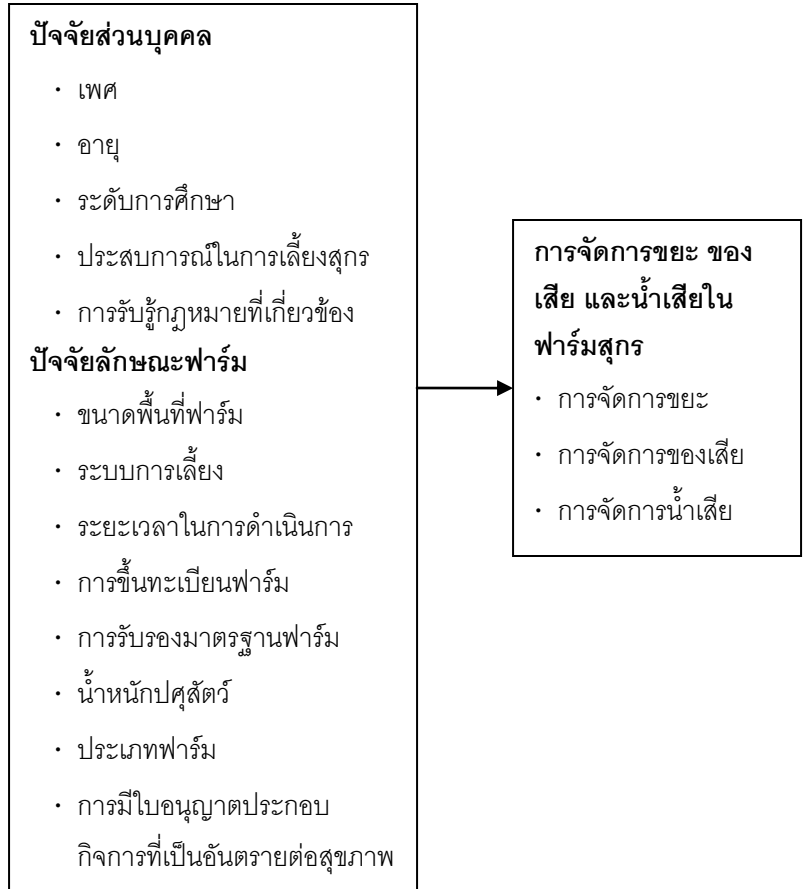 ปัจจัยส่วนบุคคล
· เพศ
· อายุ
· ระดับการศึกษา
· ประสบการณ์ในการเลี้ยงสุกร
· การรับรู้กฎหมายที่เกี่ยวข้อง
ปัจจัยลักษณะฟาร์ม
· ขนาดพื้นที่ฟาร์ม
· ระบบการเลี้ยง
· ระยะเวลาในการดำเนินการ
· การขึ้นทะเบียนฟาร์ม
· การรับรองมาตรฐานฟาร์ม
· น้ำหนักปศุสัตว์
· ประเภทฟาร์ม
· การมีใบอนุญาตประกอบ
กิจการที่เป็นอันตรายต่อสุขภาพ
การจัดการขยะ ของ
เสีย และน้ำเสียใน
ฟาร์มสุกร
· การจัดการขยะ
· การจัดการของเสีย
· การจัดการน้ำเสีย